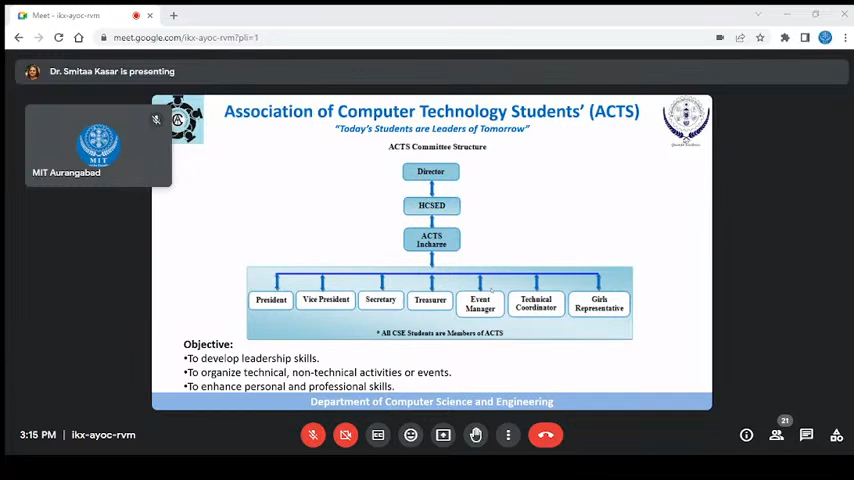 Meet – ikx-ayoc-rvm
meet.google.com/ikx-ayoc-rvm?pli=1
Dr. Smitaa Kasar is presenting
MIT
MIT Aurangabad
Association of Computer Technology Students' (ACTS)
"Today's Students are Leaders of Tomorrow"
ACTS Committee Structure
Director
HCSED
ACTS
Incharre
President
Vice President
Secretary
Treasurer
Event
Manager
Technical
Coordinator
Girls
Representative
* All CSE Students are Members of ACTS
Objective:
•To develop leadership skills.
•To organize technical, non-technical activities or events.
•To enhance personal and professional skills.
Department of Computer Science and Engineering
3:15 PM | ikx-ayoc-rvm
21